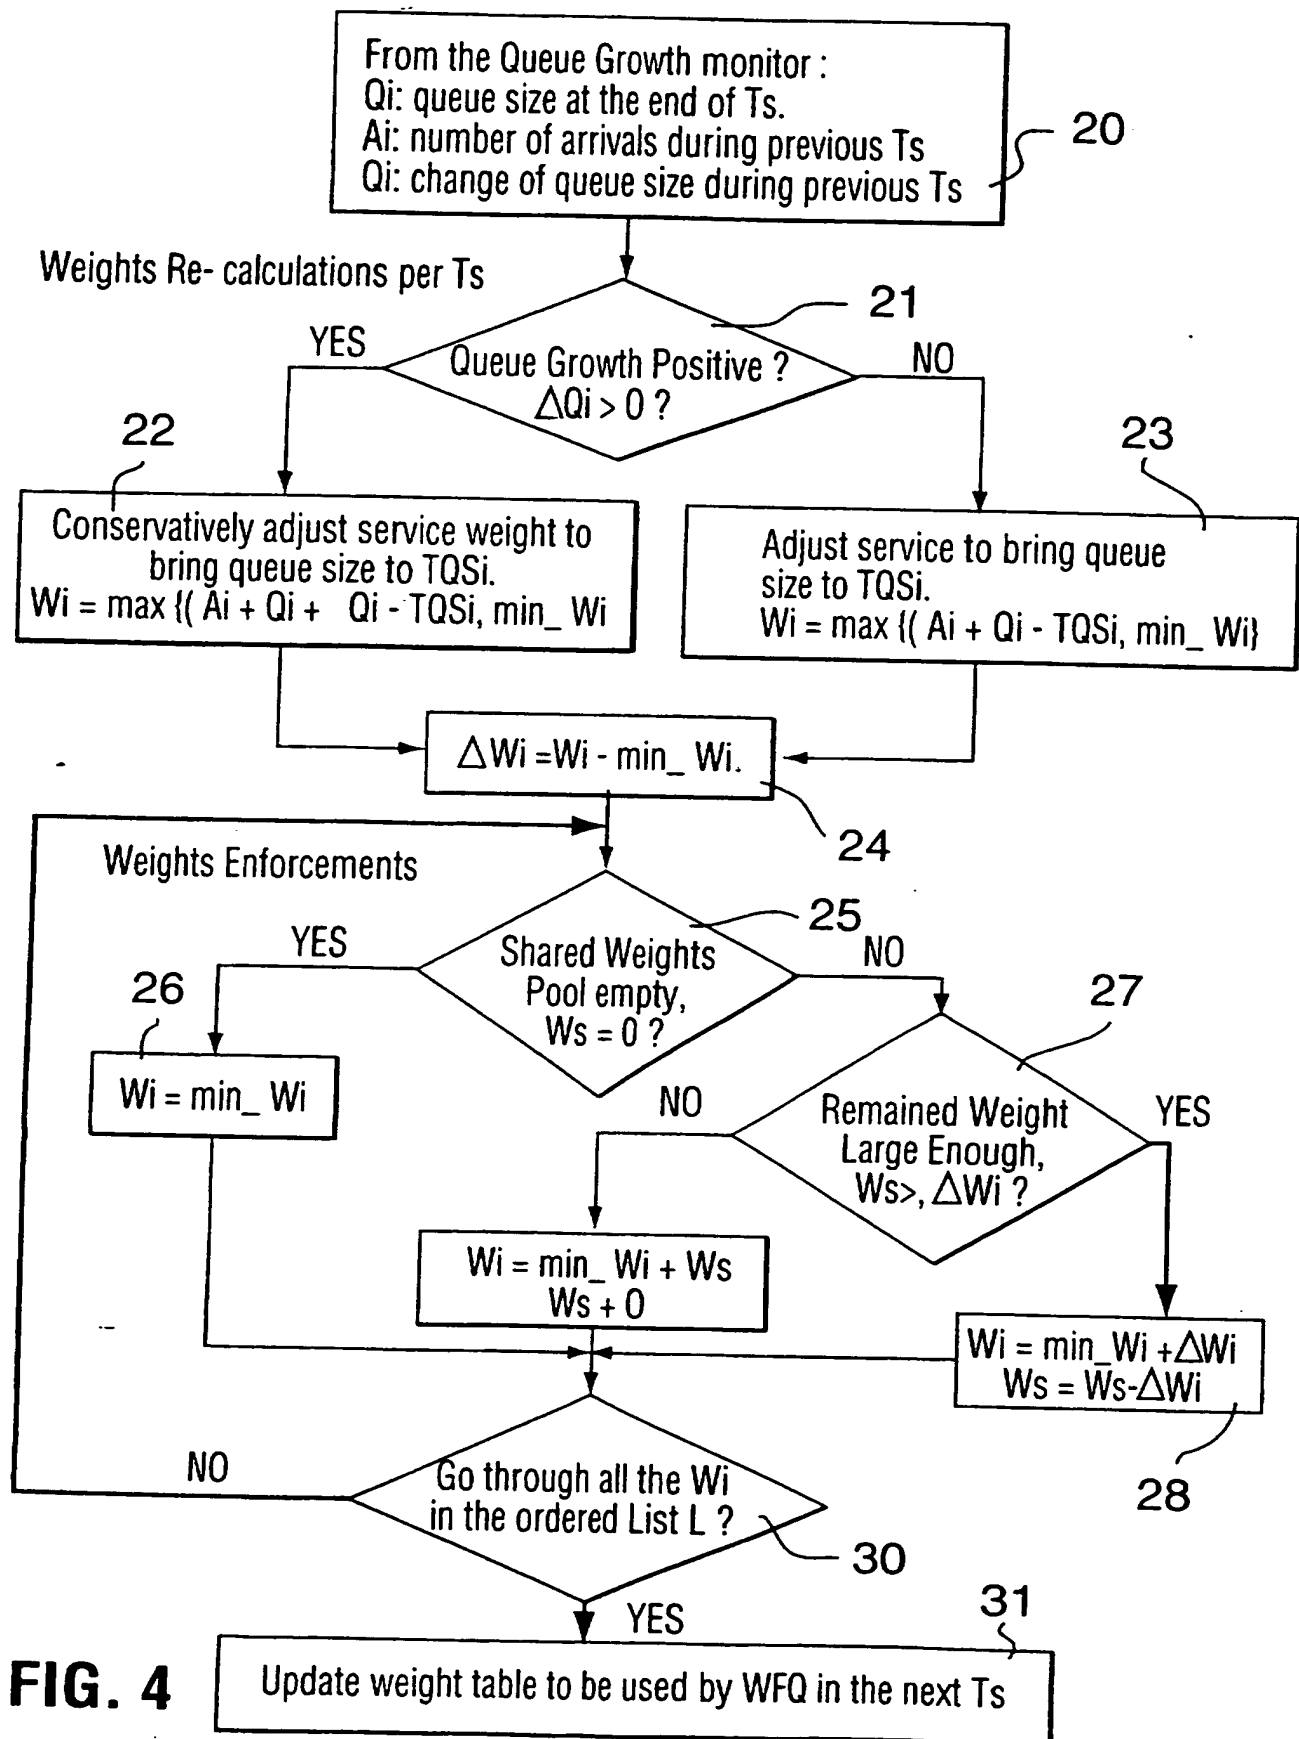 From the Queue Growth monitor :
Qi: queue size at the end of Ts.
Ai: number of arrivals during previous Ts
Qi: change of queue size during previous Ts
20
Weights Re- calculations per Ts
21
YES
Queue Growth Positive ?
ΔQi > 0 ?
NO
22
23
Conservatively adjust service weight to
bring queue size to TQSi.
Wi = max {( Ai + Qi + Qi - TQSi, min_ Wi
Adjust service to bring queue
size to TQSi.
Wi = max {( Ai + Qi - TQSi, min_ Wi}
ΔWi =Wi - min_ Wi.
24
Weights Enforcements
25
YES
Shared Weights
Pool empty,
Ws = 0 ?
NO
26
27
Wi = min_ Wi
NO
Remained Weight
Large Enough,
Ws>, ΔWi ?
YES
Wi = min_ Wi + Ws
Ws + 0
Wi = min_Wi +ΔWi
Ws = Ws-ΔWi
28
NO
Go through all the Wi
in the ordered List L ?
30
YES
31
Update weight table to be used by WFQ in the next Ts
FIG. 4